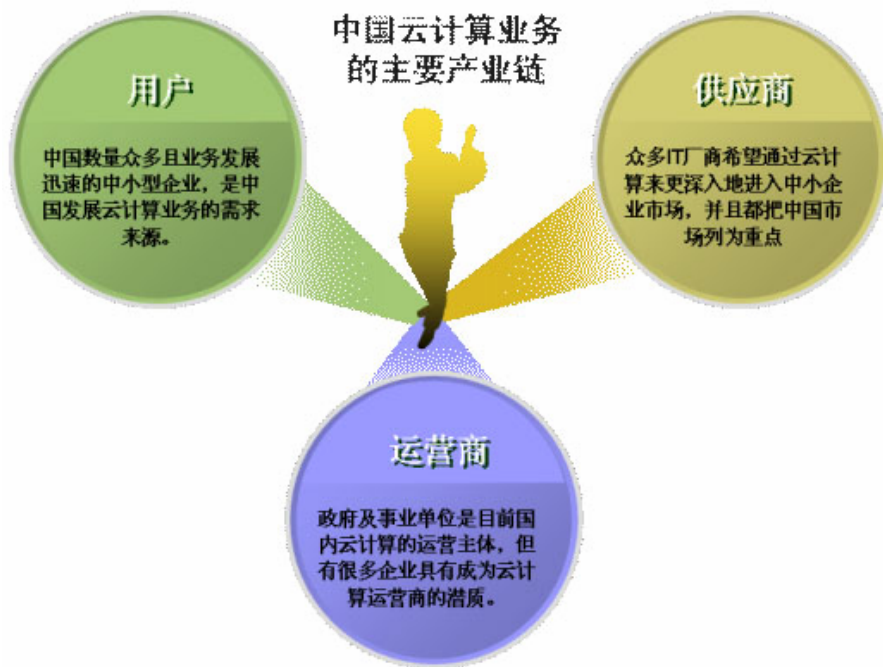 中国云计算业务
的主要产业链
用户
中国数量众多且业务发展
迅速的中小型企业，是中
国发展云计算业务的需求
来源。
供应商
众多IT厂商希望通过云计
算来更深入地进入中小企
业市场，并且都把中国市
场列为重点
运营商
政府及事业单位是目前国
内云计算的运营主体，但
有很多企业具有成为云计
算运营商的潜质。